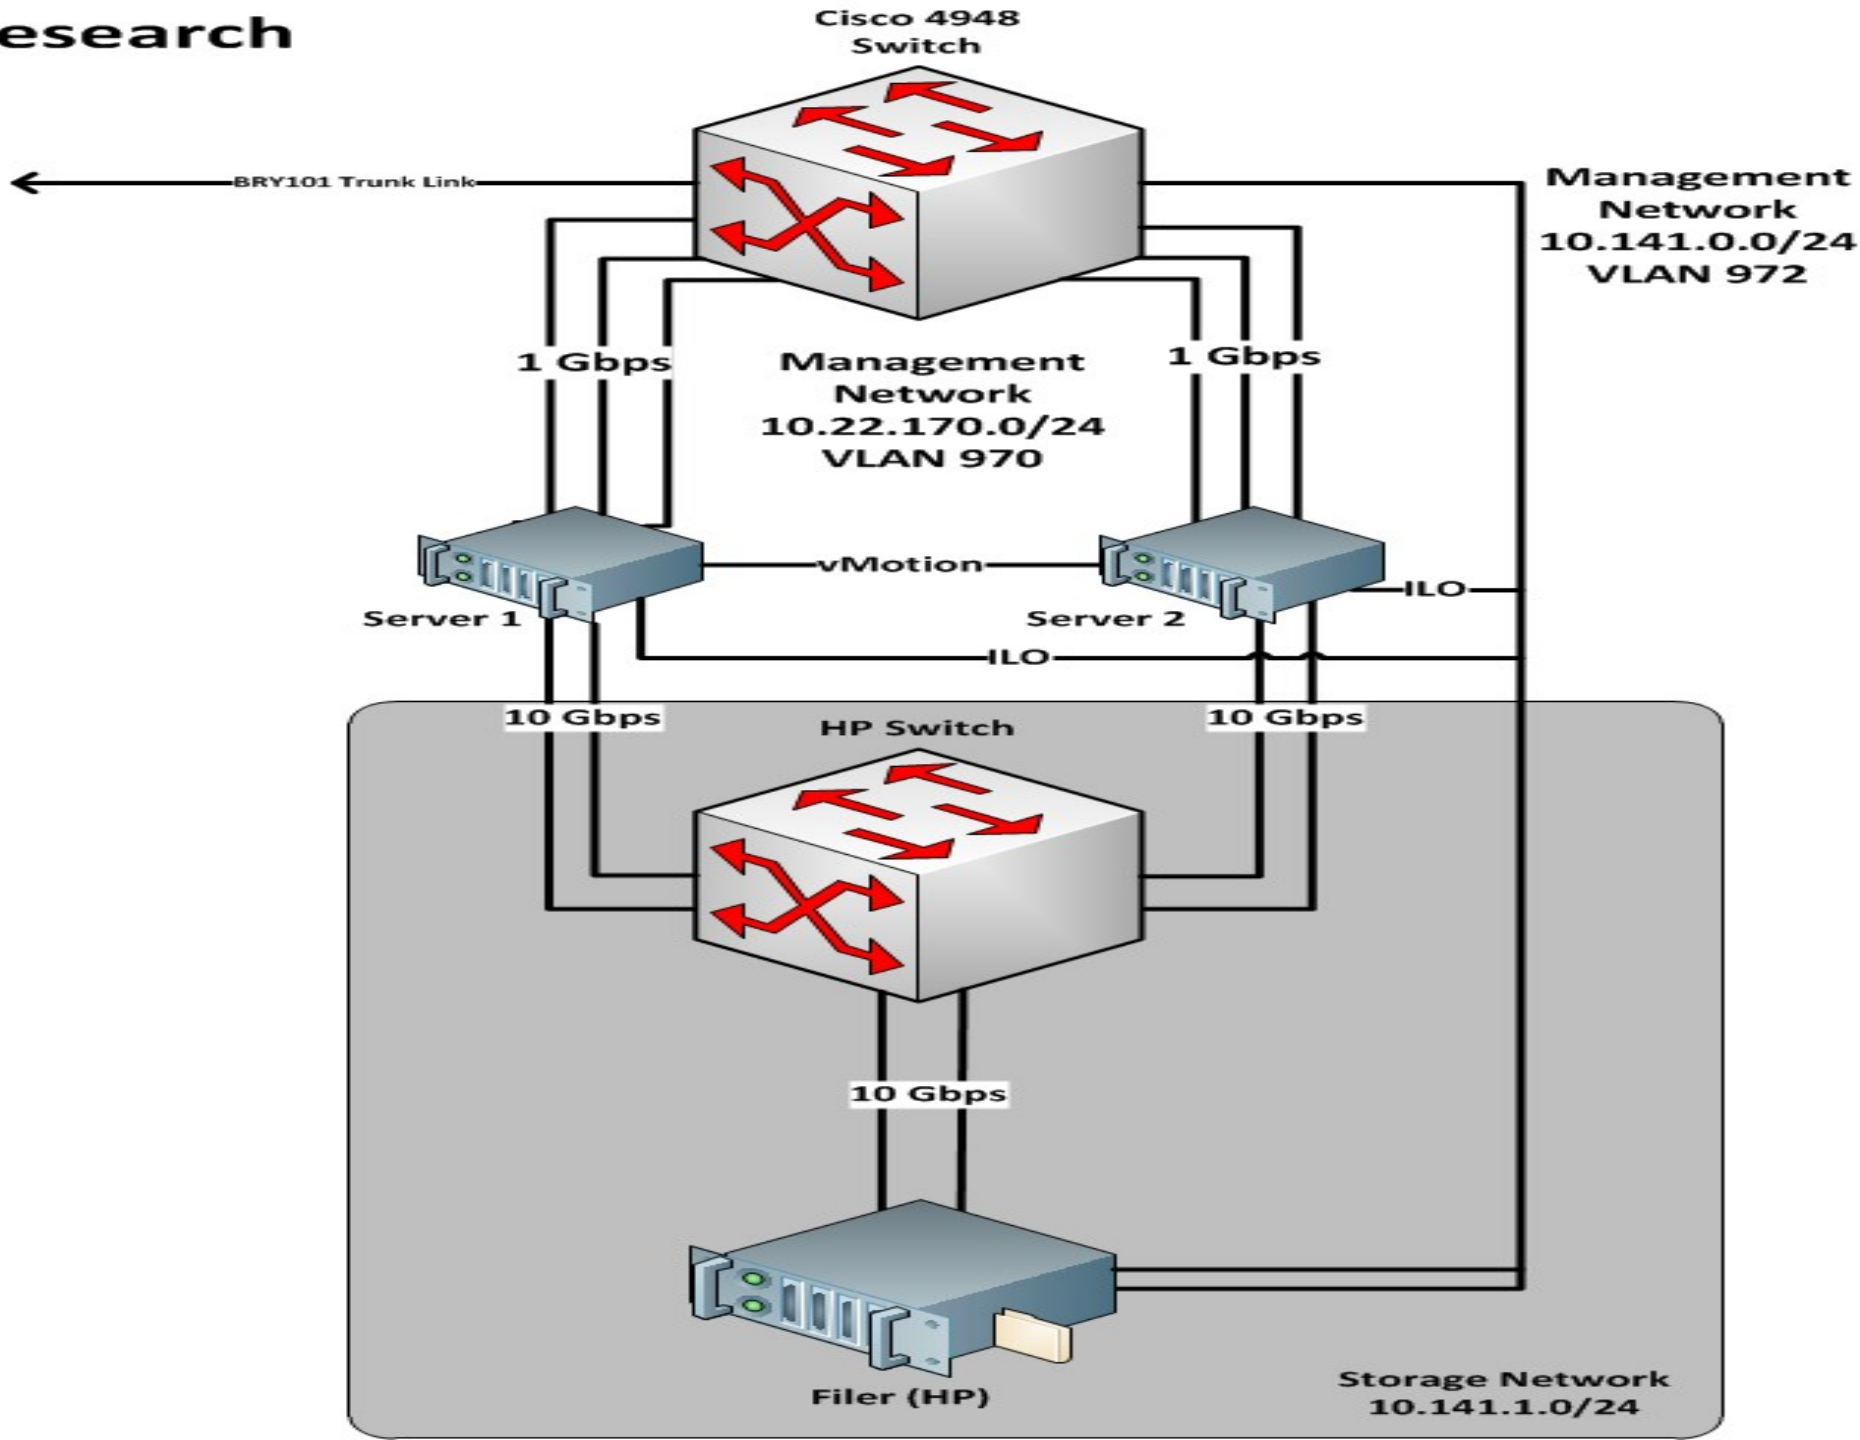 esearch
Cisco 4948
Switch
BRY101 Trunk Link
Management
Network
10.141.0.0/24
VLAN 972
1 Gbps
Management
Network
10.22.170.0/24
VLAN 970
1 Gbps
vMotion
ILO
Server 1
Server 2
ILO
10 Gbps
HP Switch
10 Gbps
10 Gbps
Filer (HP)
Storage Network
10.141.1.0/24